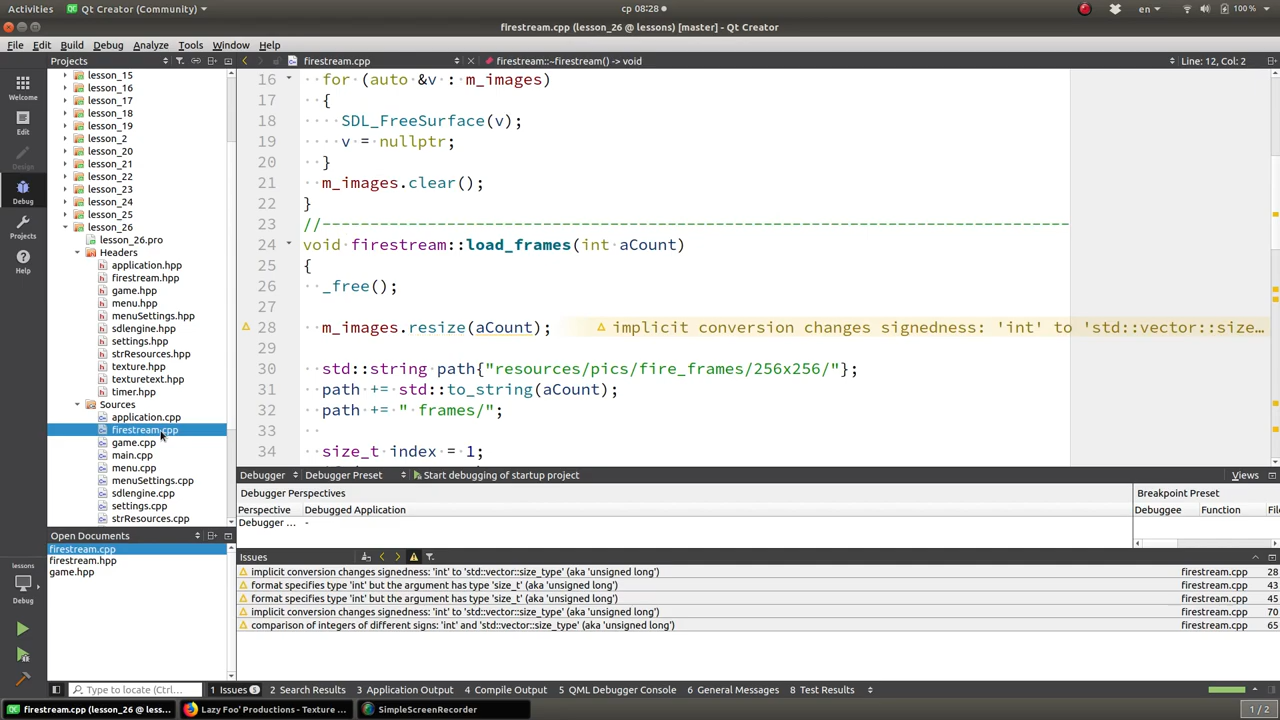 Activities Qt Creator (Community) ср 08:28 en 100 %
firestream.cpp (lesson_26 @ lessons) [master] - Qt Creator
File Edit Build Debug Analyze Tools Window Help
Projects firestream.cpp firestream::~firestream() -> void Line: 12, Col: 2
Welcome
Edit
Design
Debug
Projects
Help
lesson_15
lesson_16
lesson_17
lesson_18
lesson_19
lesson_2
lesson_20
lesson_21
lesson_22
lesson_23
lesson_24
lesson_25
lesson_26
lesson_26.pro
Headers
application.hpp
firestream.hpp
game.hpp
menu.hpp
menuSettings.hpp
sdlengine.hpp
settings.hpp
strResources.hpp
texture.hpp
texturetext.hpp
timer.hpp
Sources
application.cpp
firestream.cpp
game.cpp
main.cpp
menu.cpp
menuSettings.cpp
sdlengine.cpp
settings.cpp
strResources.cpp
16 for (auto &v : m_images)
17 {
18 SDL_FreeSurface(v);
19 v = nullptr;
20 }
21 m_images.clear();
22 }
23 //------------------------------------------------------------------------------
24 void firestream::load_frames(int aCount)
25 {
26 _free();
27
28 m_images.resize(aCount); implicit conversion changes signedness: 'int' to 'std::vector::size...
29
30 std::string path{"resources/pics/fire_frames/256x256/"};
31 path += std::to_string(aCount);
32 path += " frames/";
33
34 size_t index = 1;
Debugger Debugger Preset Start debugging of startup project Views
Debugger Perspectives Breakpoint Preset
Perspective Debugged Application Debuggee Function File
Debugger ... -
Open Documents
firestream.cpp
firestream.hpp
game.hpp
Issues
implicit conversion changes signedness: 'int' to 'std::vector::size_type' (aka 'unsigned long') firestream.cpp 28
format specifies type 'int' but the argument has type 'size_t' (aka 'unsigned long') firestream.cpp 43
format specifies type 'int' but the argument has type 'size_t' (aka 'unsigned long') firestream.cpp 45
implicit conversion changes signedness: 'int' to 'std::vector::size_type' (aka 'unsigned long') firestream.cpp 70
comparison of integers of different signs: 'int' and 'std::vector::size_type' (aka 'unsigned long') firestream.cpp 65
lessons
Debug
Type to locate (Ctrl+... 1 Issues 5 2 Search Results 3 Application Output 4 Compile Output 5 QML Debugger Console 6 General Messages 8 Test Results
firestream.cpp (lesson_26 @ less... Lazy Foo' Productions - Texture ... SimpleScreenRecorder 1 / 2